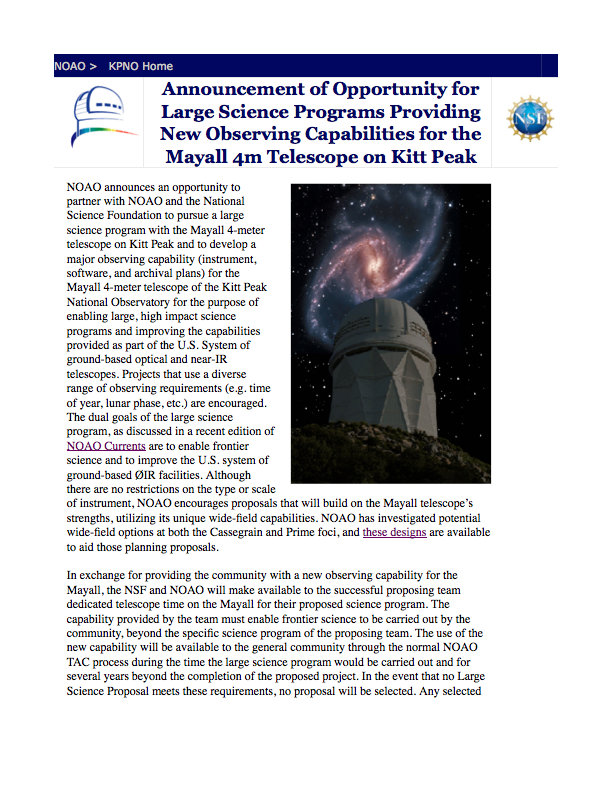 NOAO > KPNO Home
Announcement of Opportunity for
Large Science Programs Providing
New Observing Capabilities for the
Mayall 4m Telescope on Kitt Peak
NSF
NOAO announces an opportunity to
partner with NOAO and the National
Science Foundation to pursue a large
science program with the Mayall 4-meter
telescope on Kitt Peak and to develop a
major observing capability (instrument,
software, and archival plans) for the
Mayall 4-meter telescope of the Kitt Peak
National Observatory for the purpose of
enabling large, high impact science
programs and improving the capabilities
provided as part of the U.S. System of
ground-based optical and near-IR
telescopes. Projects that use a diverse
range of observing requirements (e.g. time
of year, lunar phase, etc.) are encouraged.
The dual goals of the large science
program, as discussed in a recent edition of
NOAO Currents are to enable frontier
science and to improve the U.S. system of
ground-based ØIR facilities. Although
there are no restrictions on the type or scale
of instrument, NOAO encourages proposals that will build on the Mayall telescope's
strengths, utilizing its unique wide-field capabilities. NOAO has investigated potential
wide-field options at both the Cassegrain and Prime foci, and these designs are available
to aid those planning proposals.
In exchange for providing the community with a new observing capability for the
Mayall, the NSF and NOAO will make available to the successful proposing team
dedicated telescope time on the Mayall for their proposed science program. The
capability provided by the team must enable frontier science to be carried out by the
community, beyond the specific science program of the proposing team. The use of the
new capability will be available to the general community through the normal NOAO
TAC process during the time the large science program would be carried out and for
several years beyond the completion of the proposed project. In the event that no Large
Science Proposal meets these requirements, no proposal will be selected. Any selected